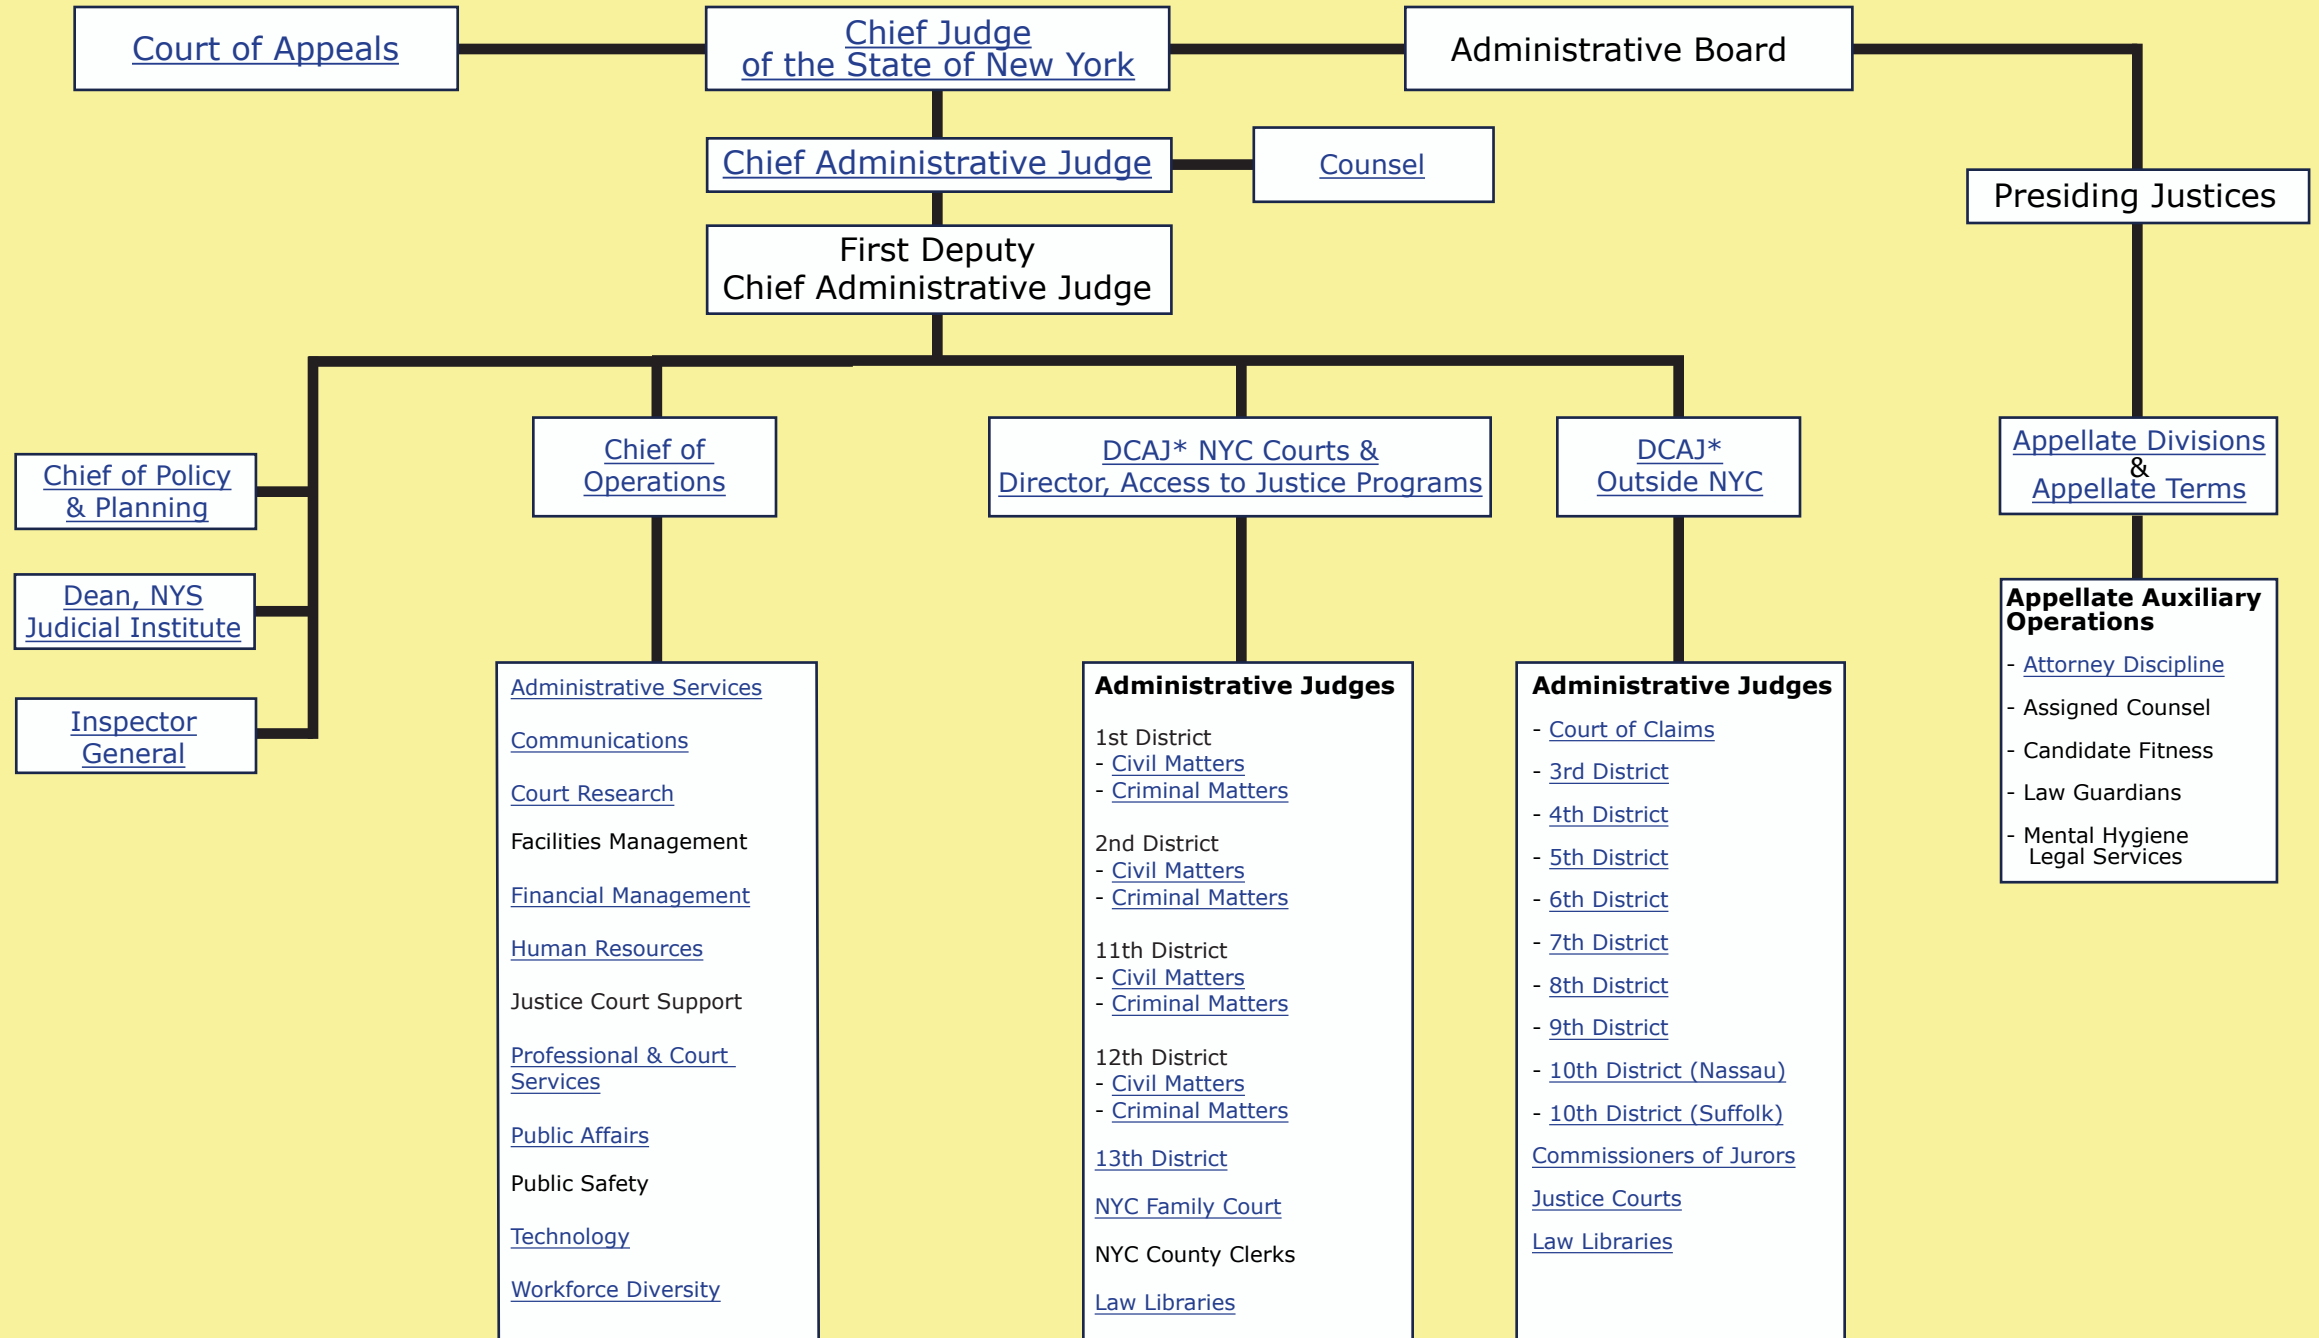 Court of Appeals
Chief Judge
of the State of New York
Administrative Board
Chief Administrative Judge
Counsel
Presiding Justices
First Deputy
Chief Administrative Judge
Chief of Policy
& Planning
Dean, NYS
Judicial Institute
Inspector
General
Chief of
Operations
DCAJ* NYC Courts &
Director, Access to Justice Programs
DCAJ*
Outside NYC
Appellate Divisions
&
Appellate Terms
Administrative Services
Communications
Court Research
Facilities Management
Financial Management
Human Resources
Justice Court Support
Professional & Court
Services
Public Affairs
Public Safety
Technology
Workforce Diversity
Administrative Judges
1st District
- Civil Matters
- Criminal Matters
2nd District
- Civil Matters
- Criminal Matters
11th District
- Civil Matters
- Criminal Matters
12th District
- Civil Matters
- Criminal Matters
13th District
NYC Family Court
NYC County Clerks
Law Libraries
Administrative Judges
- Court of Claims
- 3rd District
- 4th District
- 5th District
- 6th District
- 7th District
- 8th District
- 9th District
- 10th District (Nassau)
- 10th District (Suffolk)
Commissioners of Jurors
Justice Courts
Law Libraries
Appellate Auxiliary
Operations
- Attorney Discipline
- Assigned Counsel
- Candidate Fitness
- Law Guardians
- Mental Hygiene
Legal Services